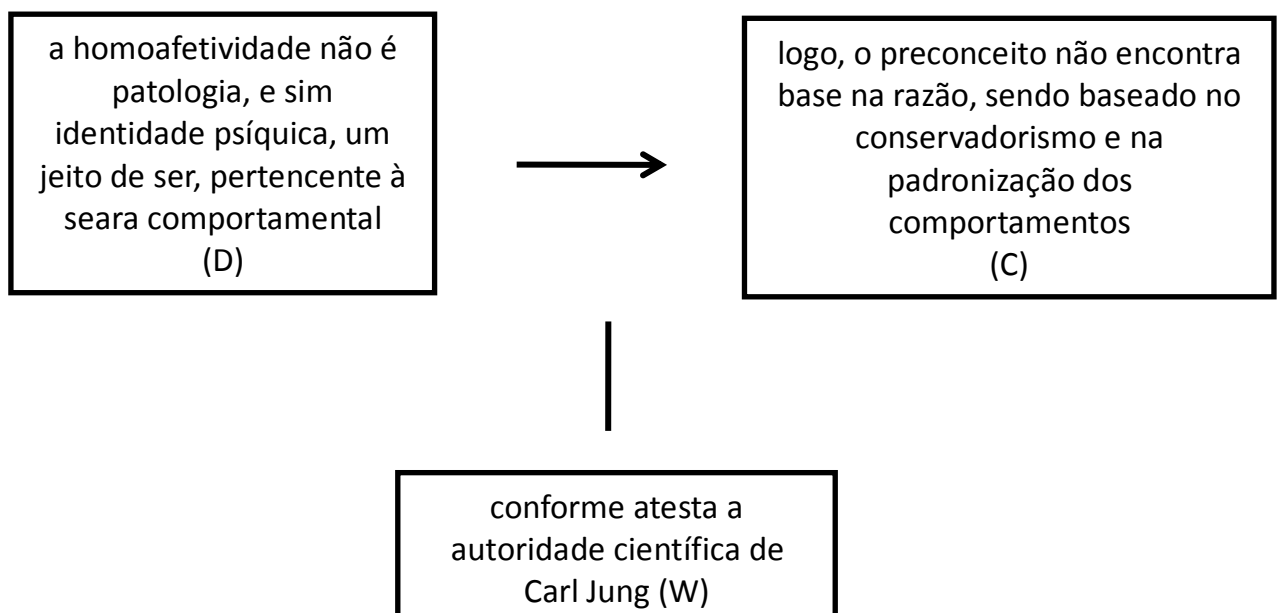 a homoafetividade não é
patologia, e sim
identidade psíquica, um
jeito de ser, pertencente à
seara comportamental
(D)
logo, o preconceito não encontra
base na razão, sendo baseado no
conservadorismo e na
padronização dos
comportamentos
(C)
conforme atesta a
autoridade científica de
Carl Jung (W)